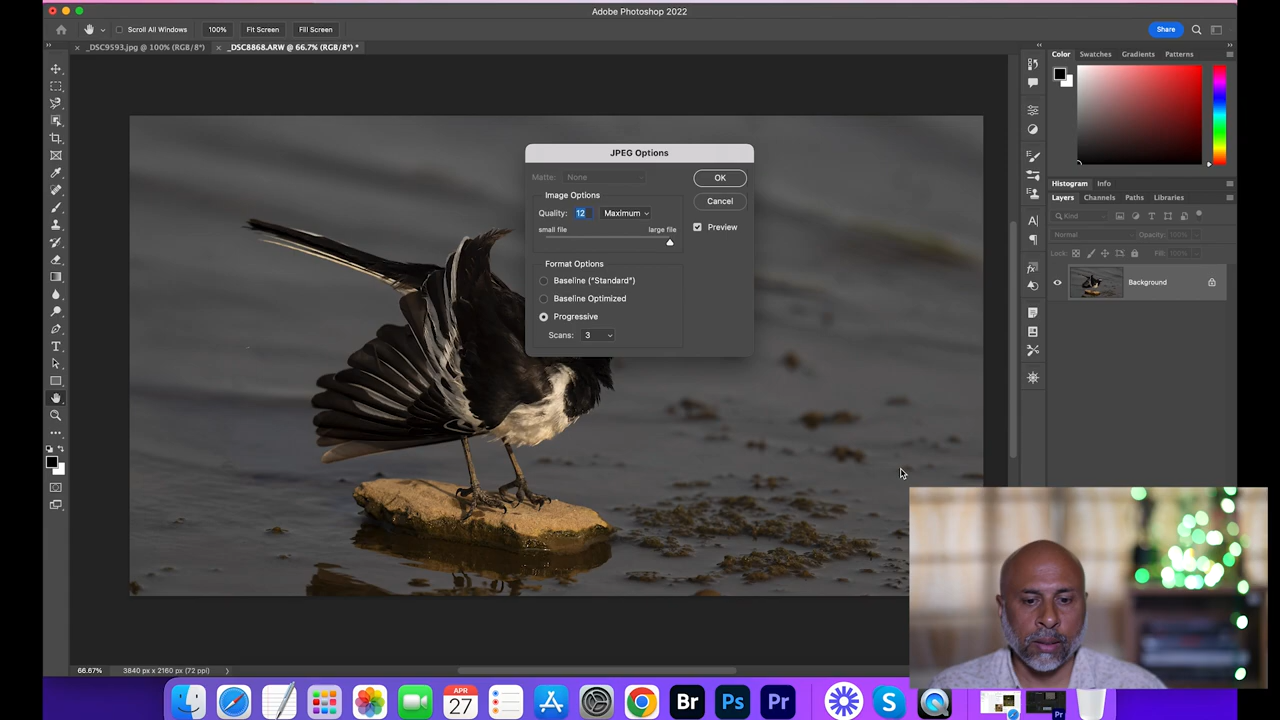 Adobe Photoshop 2022
Scroll All Windows 100% Fit Screen Fill Screen Share
_DSC9593.jpg @ 100% (RGB/8*) _DSC8868.ARW @ 66.7% (RGB/8*) *
Color Swatches Gradients Patterns
JPEG Options
Matte: None OK
Image Options
Cancel
Quality: 12 Maximum
Preview
small file large file
Format Options
Baseline ("Standard")
Baseline Optimized
Progressive
Scans: 3
Histogram Info
Layers Channels Paths Libraries
Kind
Normal Opacity: 100%
Lock: Fill: 100%
Background
66.67% 3840 px x 2160 px (72 ppi)
APR
27
Br Ps Pr